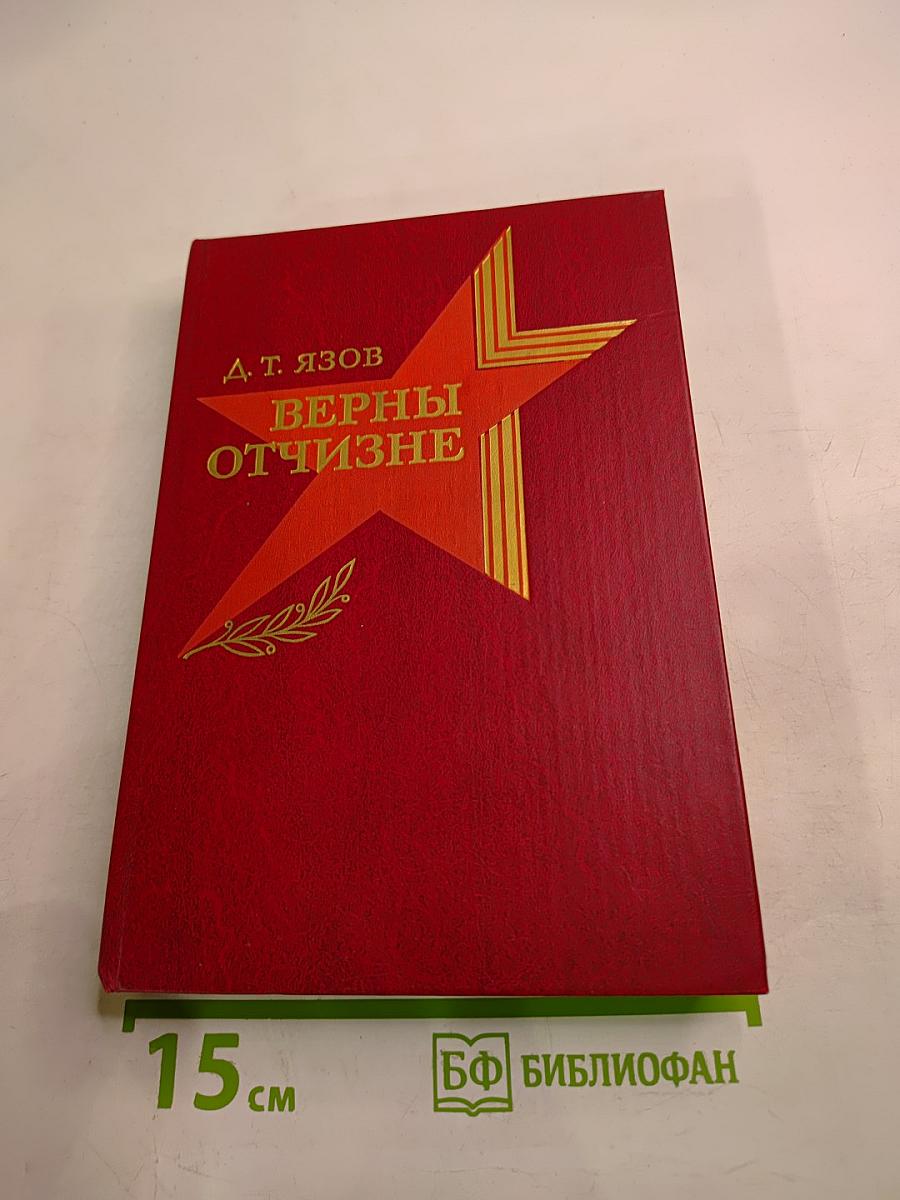 Д. Т. ЯЗОВ
ВЕРНЫ
ОТЧИЗНЕ
15 см
БФ БИБЛИОФАН